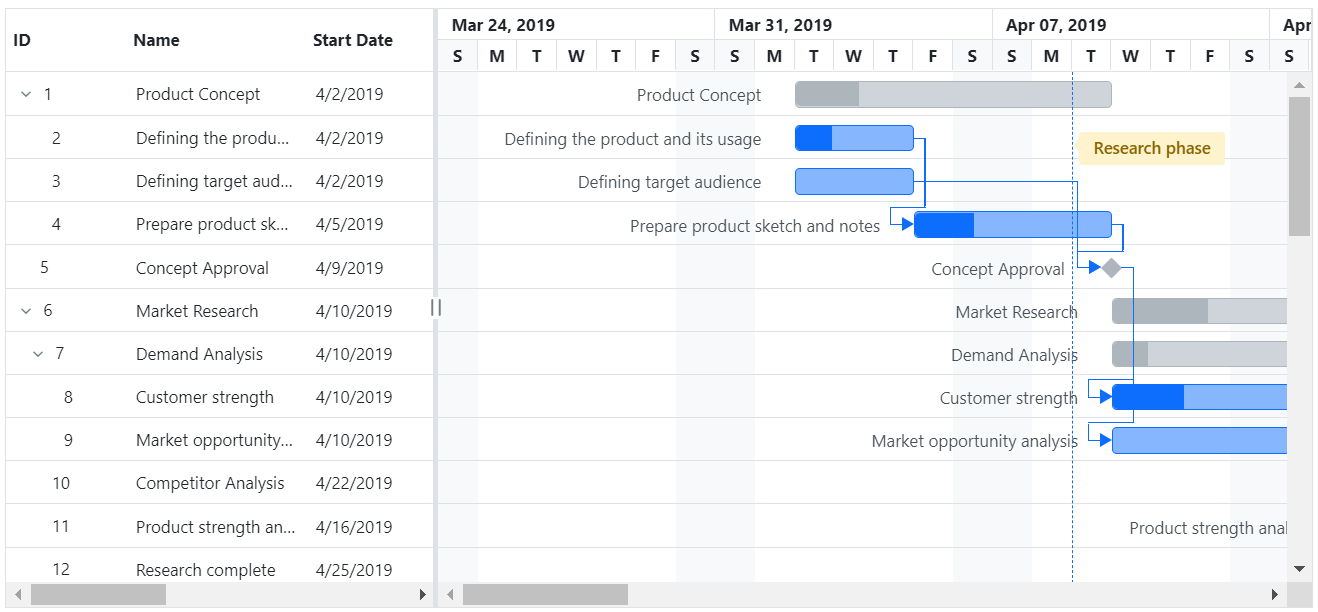 ID Name Start Date
Mar 24, 2019 Mar 31, 2019 Apr 07, 2019 Apr
S M T W T F S S M T W T F S S M T W T F S S
1 Product Concept 4/2/2019 Product Concept
2 Defining the produ... 4/2/2019 Defining the product and its usage
Research phase
3 Defining target aud... 4/2/2019 Defining target audience
4 Prepare product sk... 4/5/2019 Prepare product sketch and notes
5 Concept Approval 4/9/2019 Concept Approval
6 Market Research 4/10/2019 Market Research
7 Demand Analysis 4/10/2019 Demand Analysis
8 Customer strength 4/10/2019 Customer strength
9 Market opportunity... 4/10/2019 Market opportunity analysis
10 Competitor Analysis 4/22/2019
11 Product strength an... 4/16/2019 Product strength anal
12 Research complete 4/25/2019